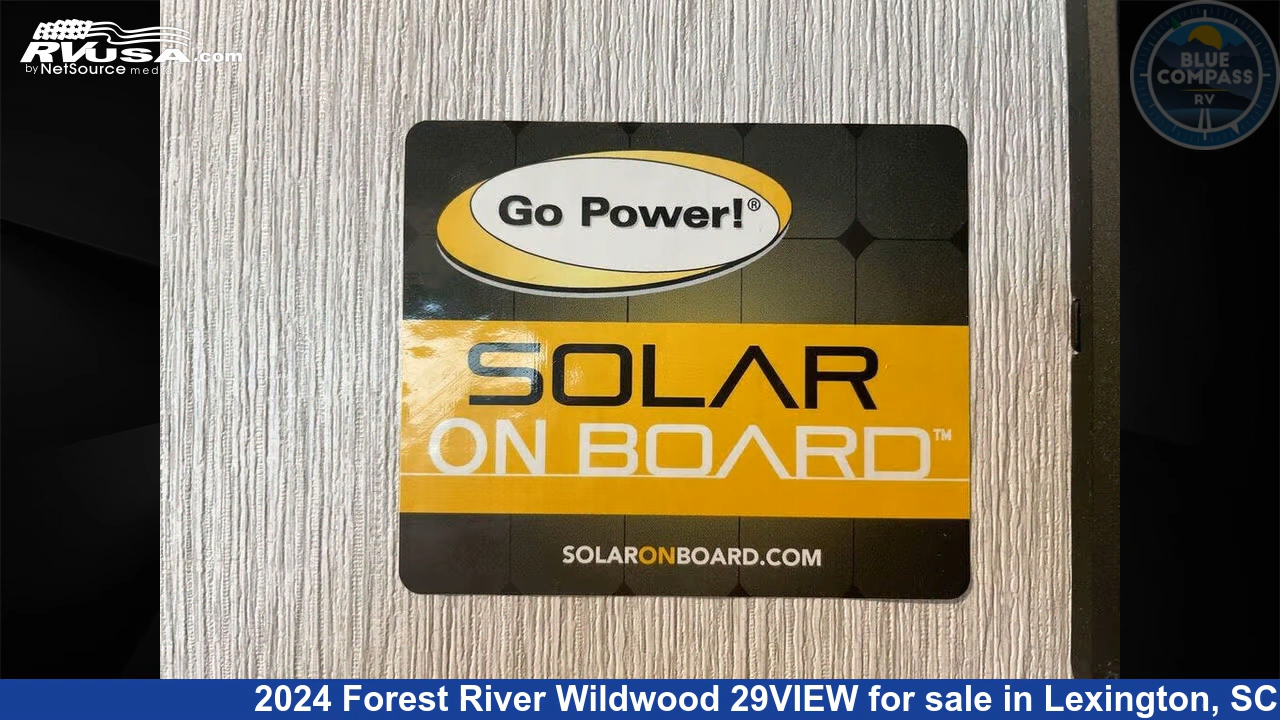 RVUSA.com
by NetSource media
BLUE
COMPASS
RV
Go Power!®
SOLAR
ON BOARD™
SOLARONBOARD.COM
2024 Forest River Wildwood 29VIEW for sale in Lexington, SC